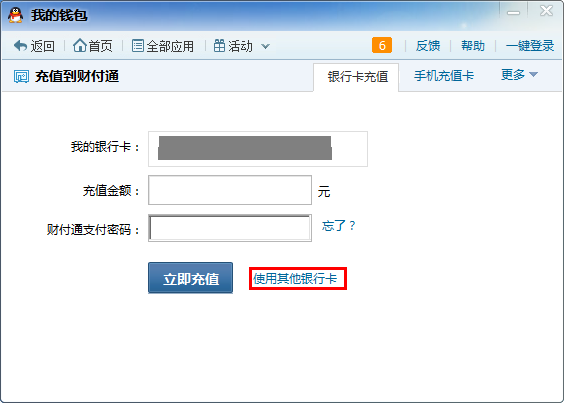 我的钱包
返回 首页 全部应用 活动 6 反馈 帮助 一键登录
充值到财付通 银行卡充值 手机充值卡 更多
我的银行卡：
充值金额： 元
财付通支付密码： 忘了？
立即充值 使用其他银行卡